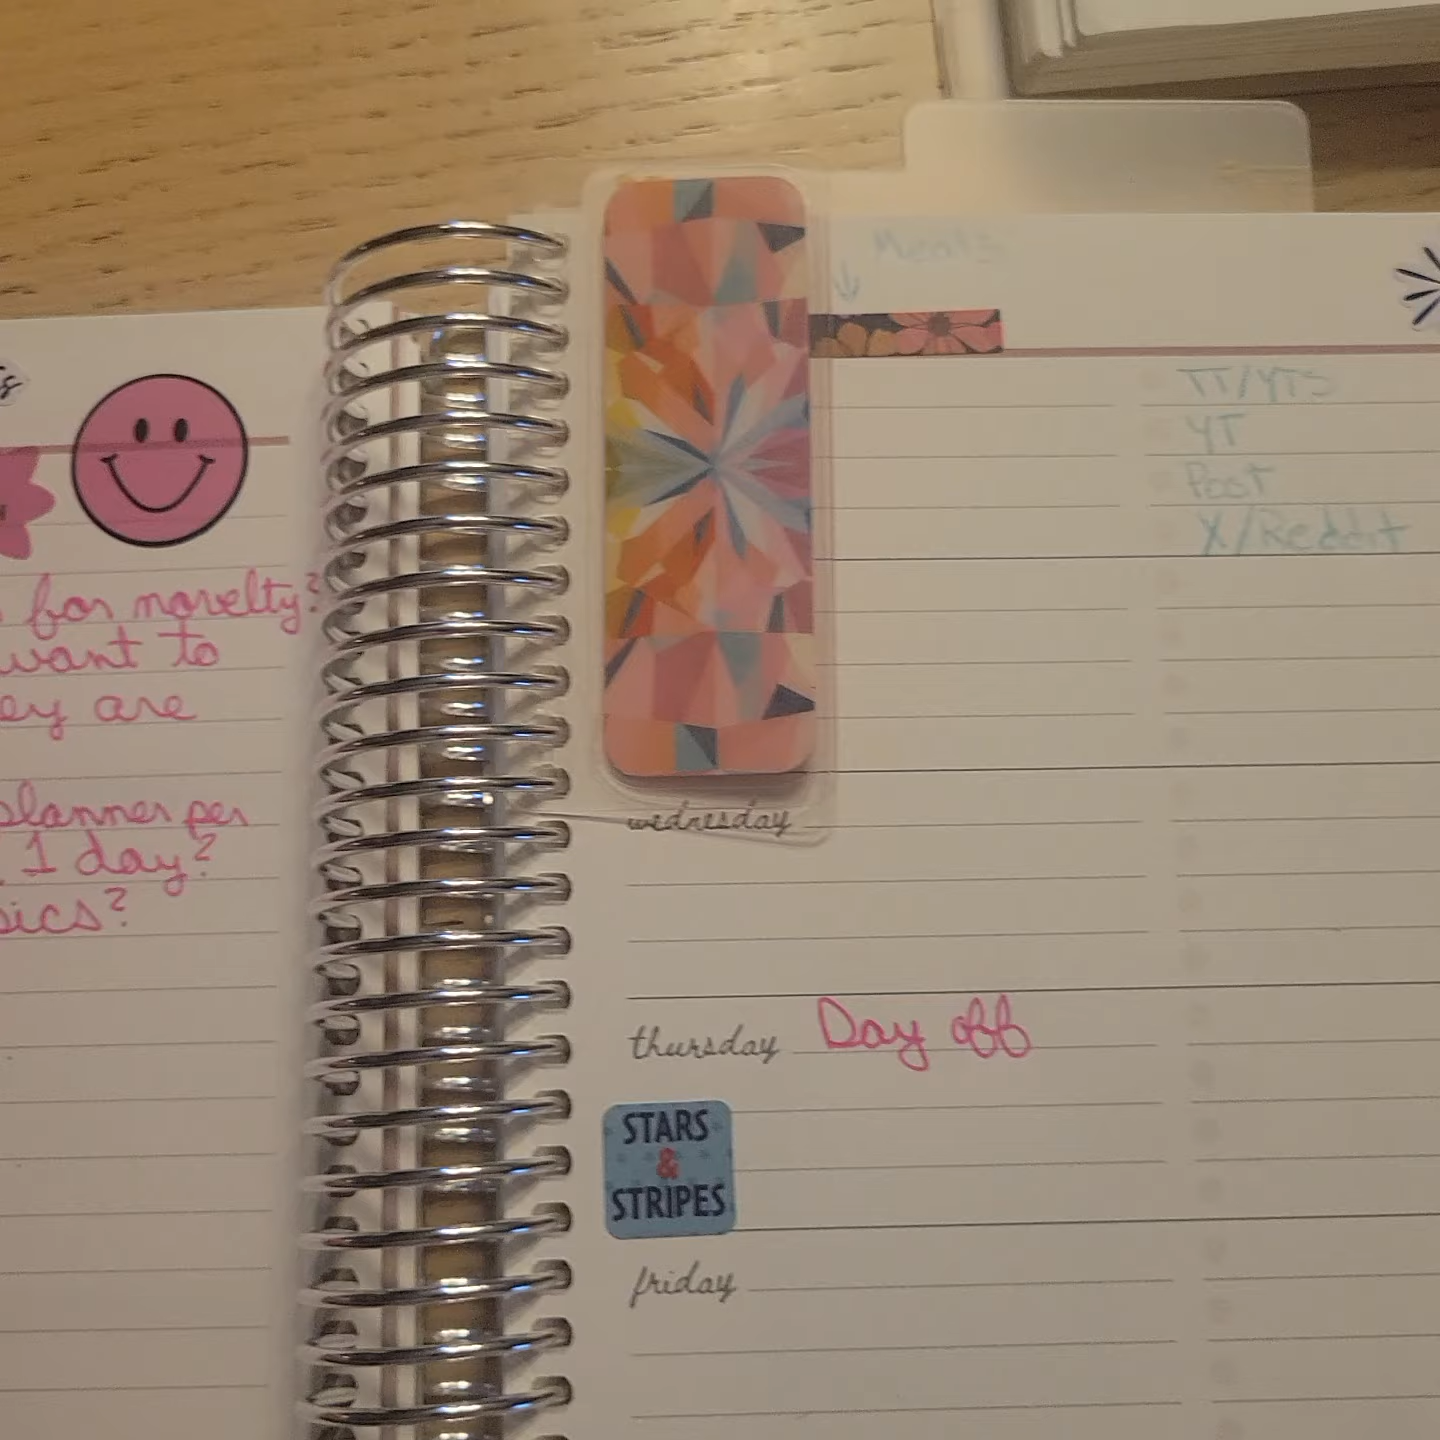 for novelty?
want to
ey are
planner per
1 day?
sics?
Meals
TT/YTS
YT
Post
X/Reddit
wednesday
thursday Day off
STARS
&
STRIPES
friday